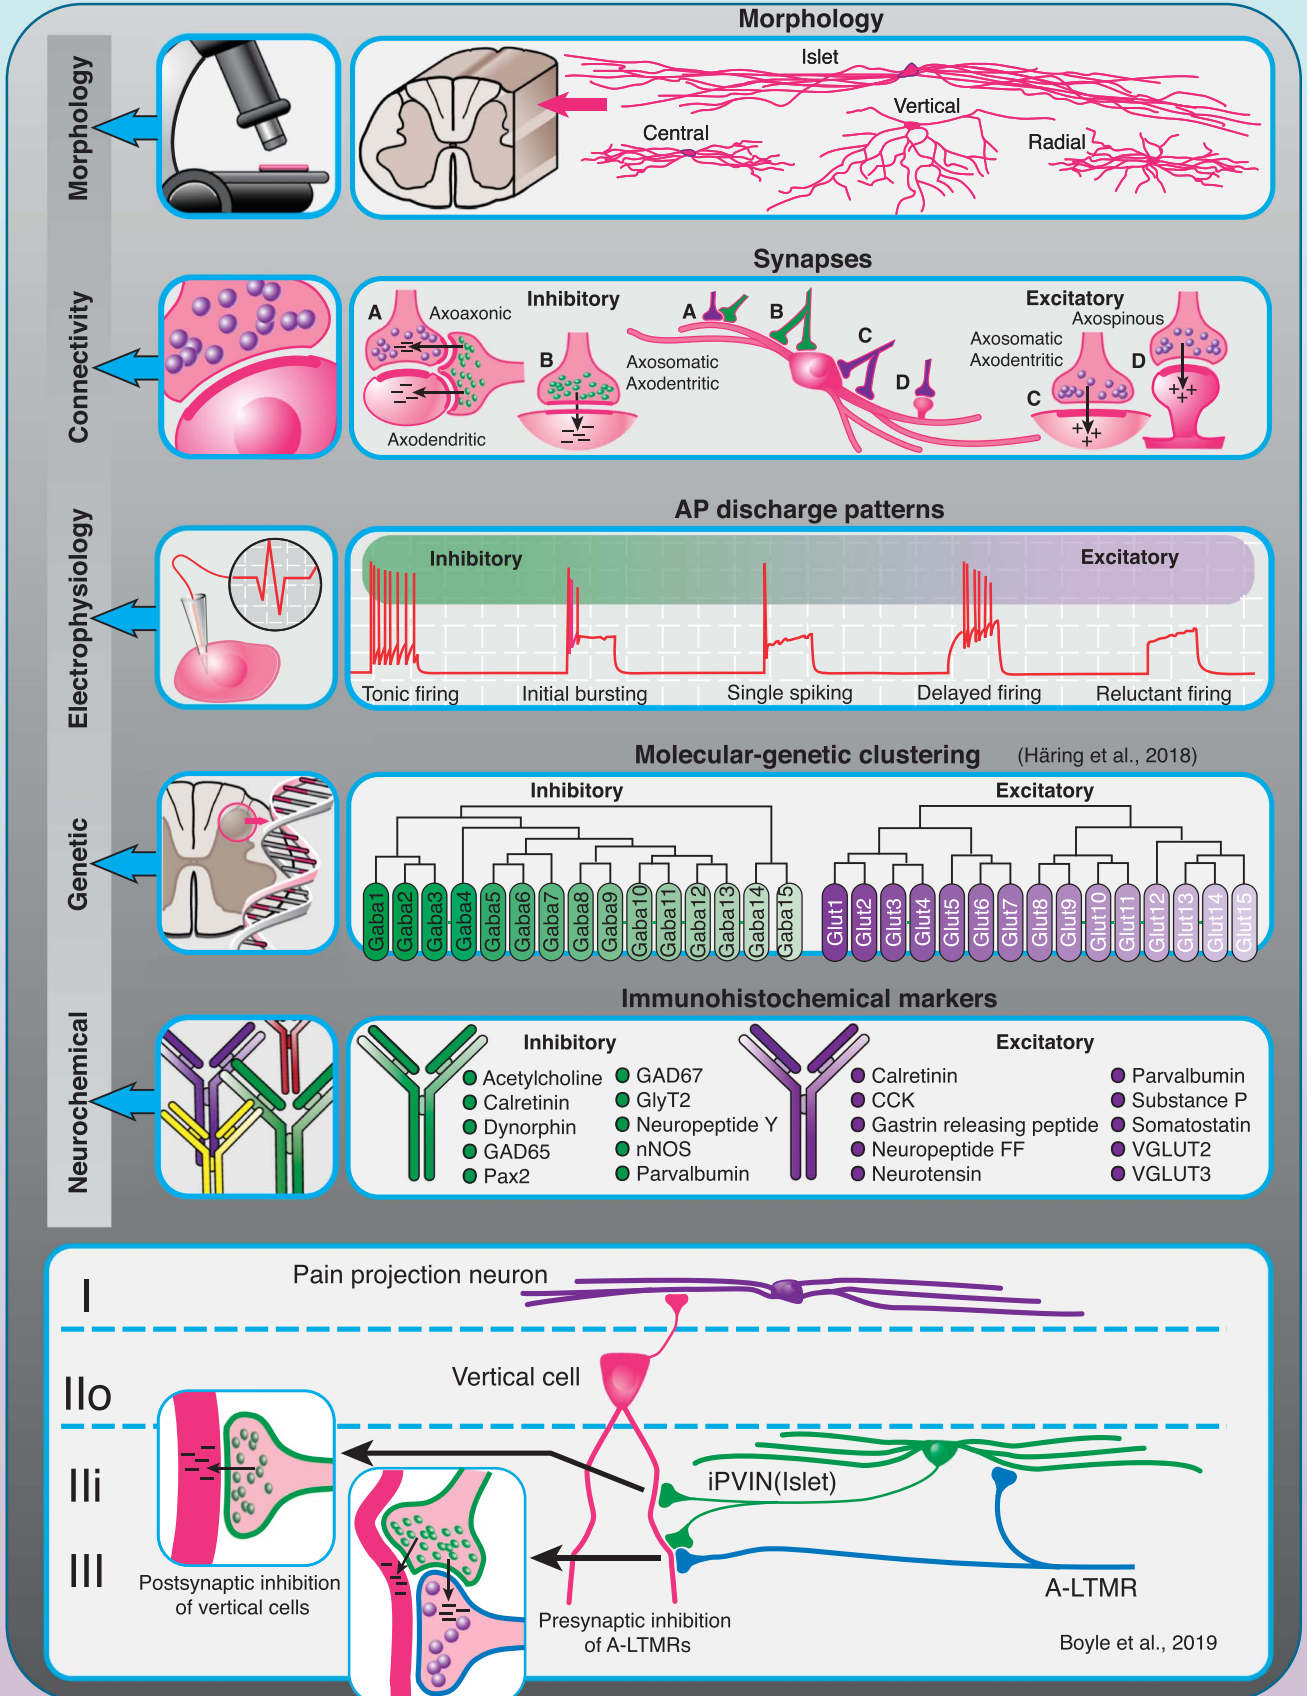 Morphology
Morphology
Islet
Vertical
Central
Radial
Connectivity
Synapses
Inhibitory
Excitatory
A
Axoaxonic
B
Axosomatic
Axodentritic
Axodendritic
A
B
C
D
Axospinous
Axosomatic
Axodentritic
D
C
Electrophysiology
AP discharge patterns
Inhibitory
Excitatory
Tonic firing
Initial bursting
Single spiking
Delayed firing
Reluctant firing
Genetic
Molecular-genetic clustering (Häring et al., 2018)
Inhibitory
Excitatory
Gaba1
Gaba2
Gaba3
Gaba4
Gaba5
Gaba6
Gaba7
Gaba8
Gaba9
Gaba10
Gaba11
Gaba12
Gaba13
Gaba14
Gaba15
Glut1
Glut2
Glut3
Glut4
Glut5
Glut6
Glut7
Glut8
Glut9
Glut10
Glut11
Glut12
Glut13
Glut14
Glut15
Neurochemical
Immunohistochemical markers
Inhibitory
Acetylcholine
Calretinin
Dynorphin
GAD65
Pax2
GAD67
GlyT2
Neuropeptide Y
nNOS
Parvalbumin
Excitatory
Calretinin
CCK
Gastrin releasing peptide
Neuropeptide FF
Neurotensin
Parvalbumin
Substance P
Somatostatin
VGLUT2
VGLUT3
I
Pain projection neuron
IIo
Vertical cell
IIi
iPVIN(Islet)
III
Postsynaptic inhibition
of vertical cells
Presynaptic inhibition
of A-LTMRs
A-LTMR
Boyle et al., 2019